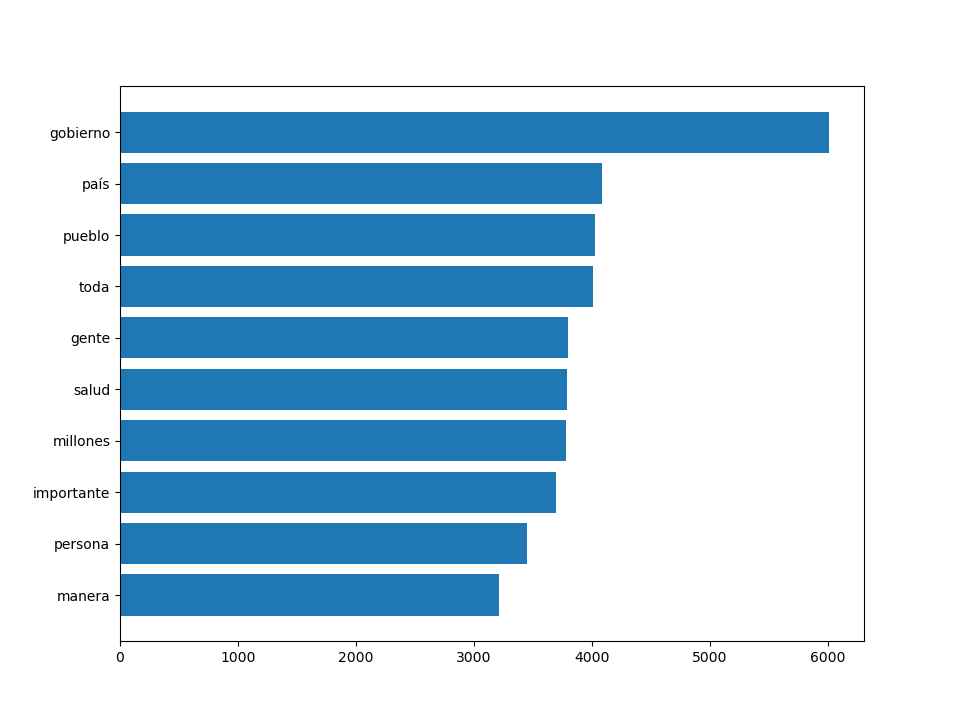 gobierno
país
pueblo
toda
gente
salud
millones
importante
persona
manera
0 1000 2000 3000 4000 5000 6000